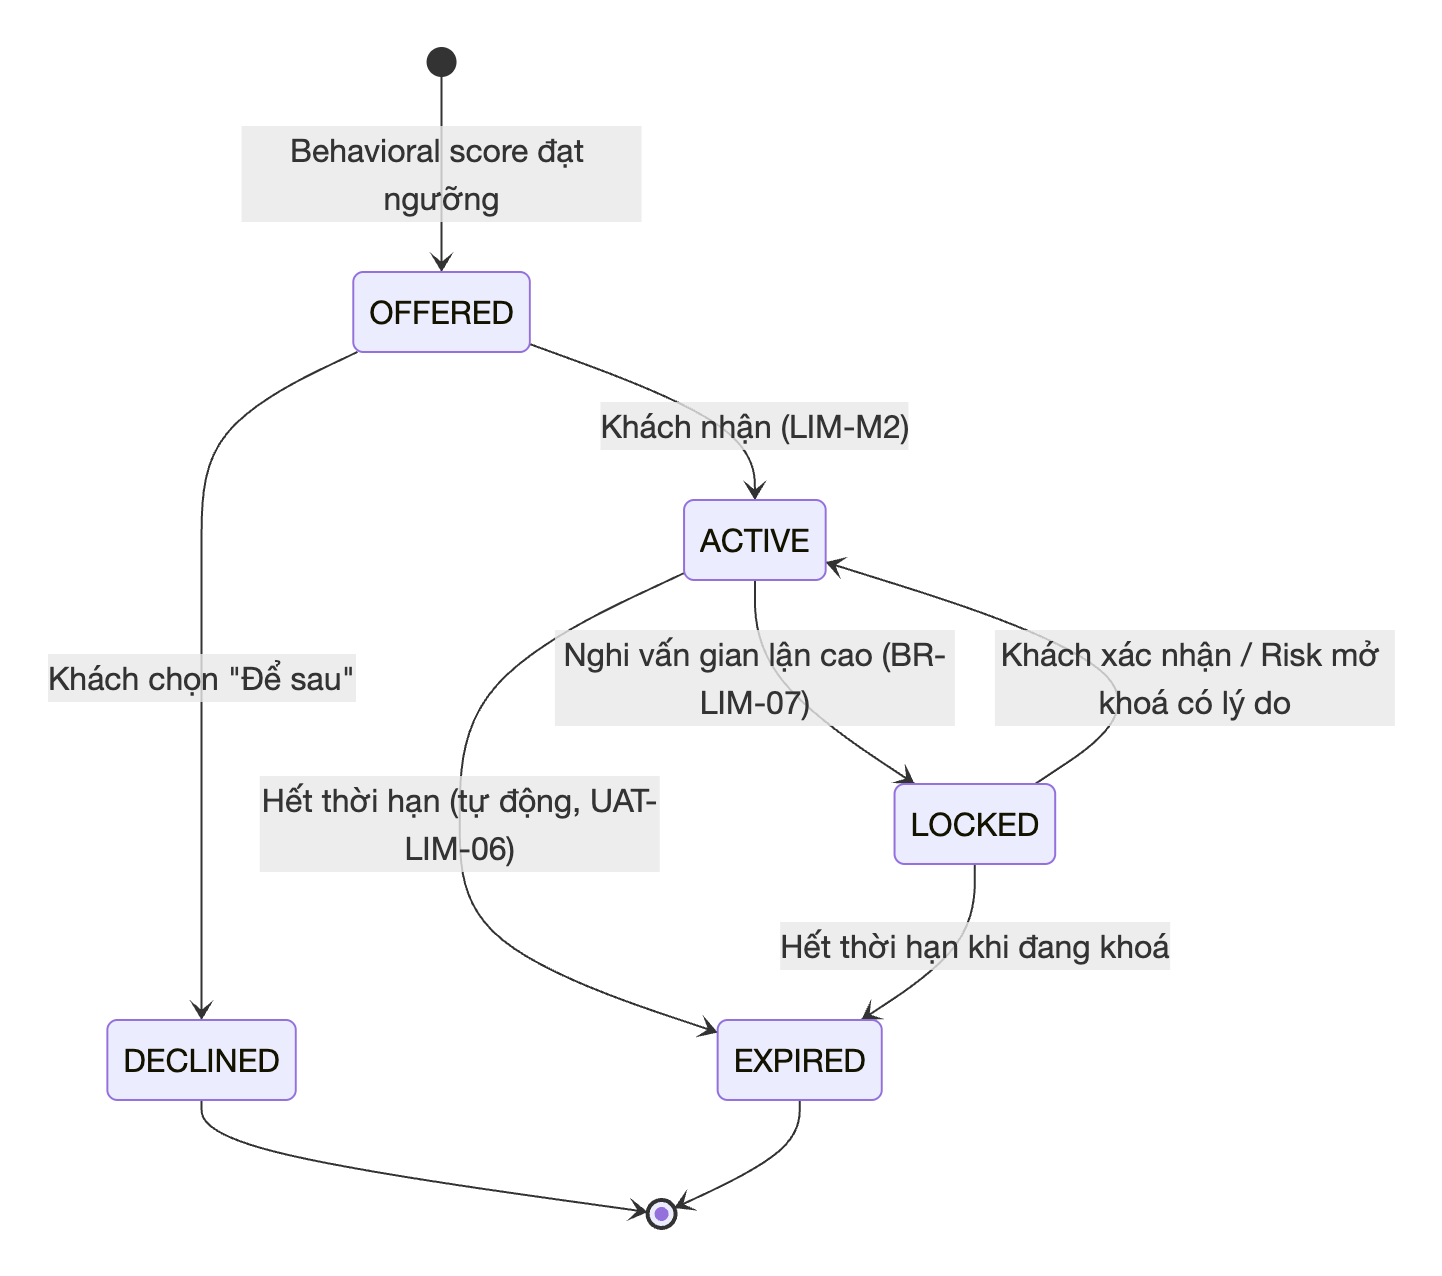 Behavioral score đạt
ngưỡng
OFFERED
Khách nhận (LIM-M2)
ACTIVE
Nghi vấn gian lận cao (BR-
LIM-07)
Khách xác nhận / Risk mở
khoá có lý do
Khách chọn "Để sau"
Hết thời hạn (tự động, UAT-
LIM-06)
LOCKED
Hết thời hạn khi đang khoá
DECLINED
EXPIRED